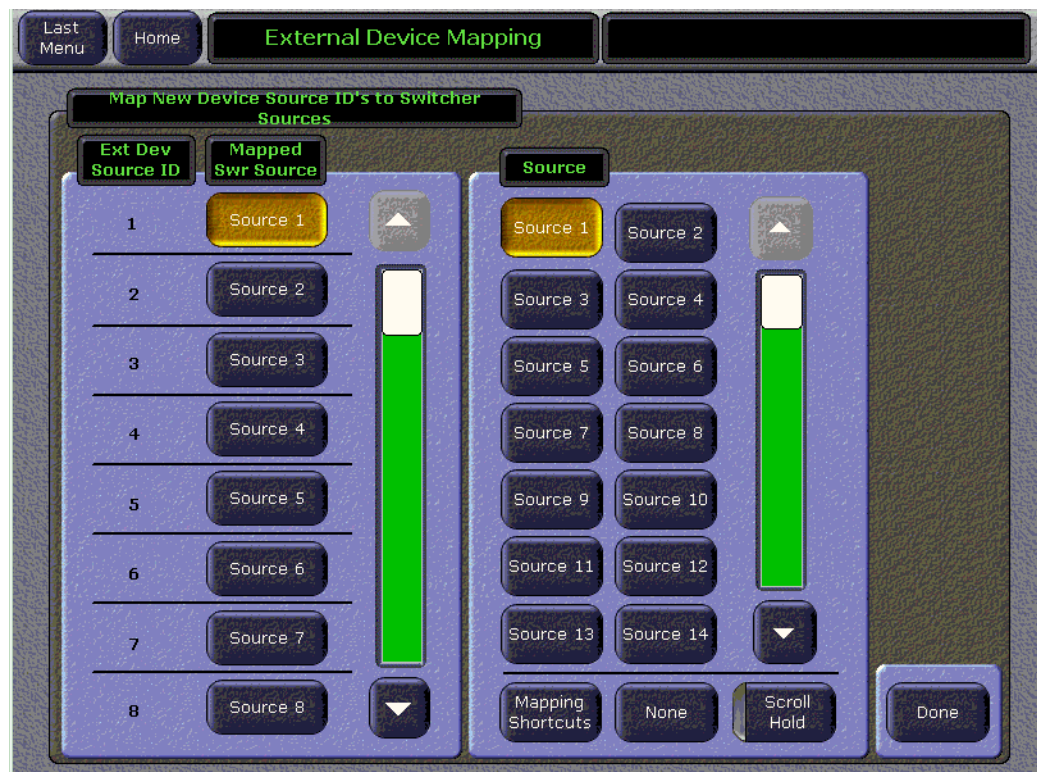 Last
Menu
Home
External Device Mapping
Map New Device Source ID's to Switcher
Sources
Ext Dev
Source ID
Mapped
Swr Source
1
Source 1
2
Source 2
3
Source 3
4
Source 4
5
Source 5
6
Source 6
7
Source 7
8
Source 8
Source
Source 1
Source 2
Source 3
Source 4
Source 5
Source 6
Source 7
Source 8
Source 9
Source 10
Source 11
Source 12
Source 13
Source 14
Mapping
Shortcuts
None
Scroll
Hold
Done